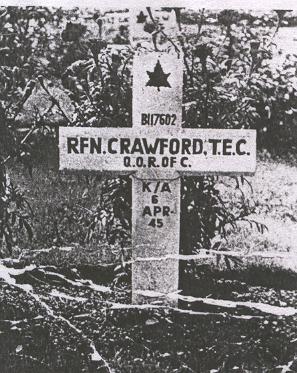 B117602
RFN. CRAWFORD, T.E.C.
Q.O.R. OF C.
K/A
6
APR-
45